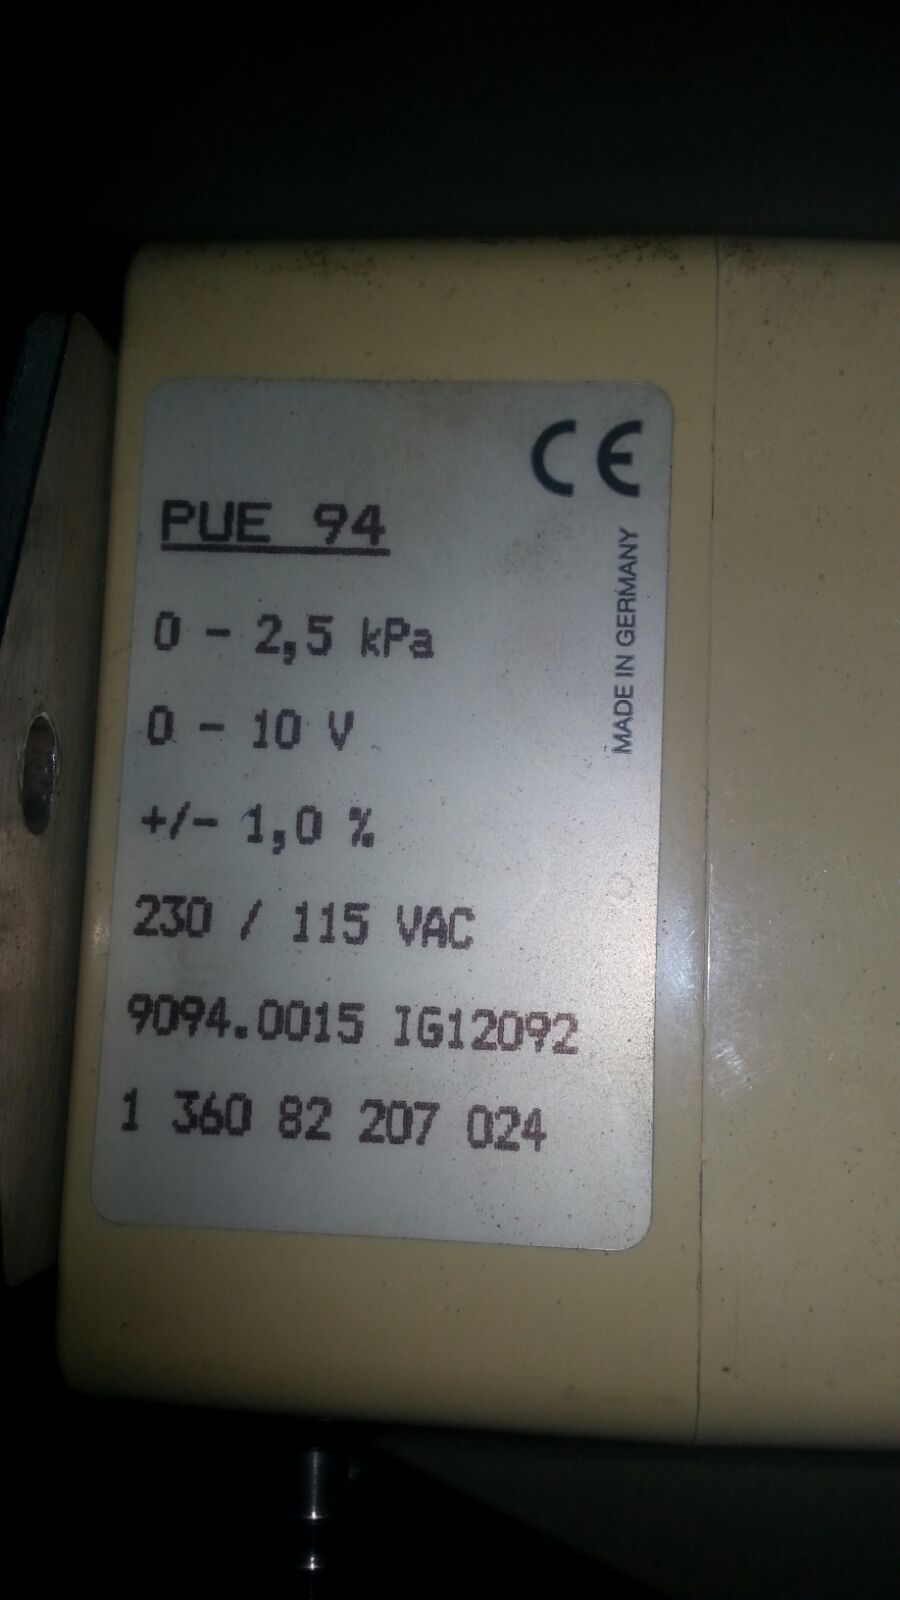 CE
PUE 94
MADE IN GERMANY
0 - 2,5 kPa
0 - 10 V
+/- 1,0 %
230 / 115 VAC
9094.0015 IG12092
1 360 82 207 024